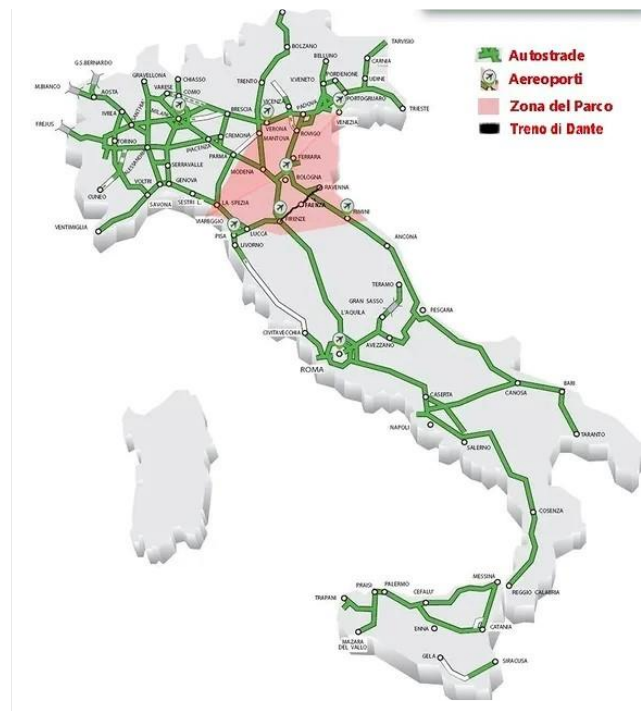 TARVISIO
BOLZANO
BELLUNO
CARNIA
G.S.BERNARDO
GRAVELLONA
CHIASSO
TRENTO
V.VENETO
PORDENONE
UDINE
M.BIANCO
AOSTA
VARESE
COMO
VICENZA
PADOVA
PORTOGRUARO
TRIESTE
IVREA
MILANO
BRESCIA
VENEZIA
FREJUS
TORINO
CREMONA
VERONA
MANTOVA
ROVIGO
PIACENZA
PARMA
FERRARA
ALESSANDRIA
SERRAVALLE
MODENA
BOLOGNA
RAVENNA
CUNEO
VOLTRI
GENOVA
FAENZA
SAVONA
SESTRI L.
LA SPEZIA
RIMINI
VENTIMIGLIA
VIAREGGIO
LUCCA
FIRENZE
PISA
LIVORNO
ANCONA
TERAMO
GRAN SASSO
L'AQUILA
PESCARA
CIVITAVECCHIA
AVEZZANO
ROMA
CASERTA
CANOSA
BARI
NAPOLI
SALERNO
TARANTO
COSENZA
MESSINA
REGGIO CALABRIA
TRAPANI
PALERMO
CEFALU'
ENNA
CATANIA
MAZARA
DEL VALLO
GELA
SIRACUSA
Autostrade
Aereoporti
Zona del Parco
Treno di Dante